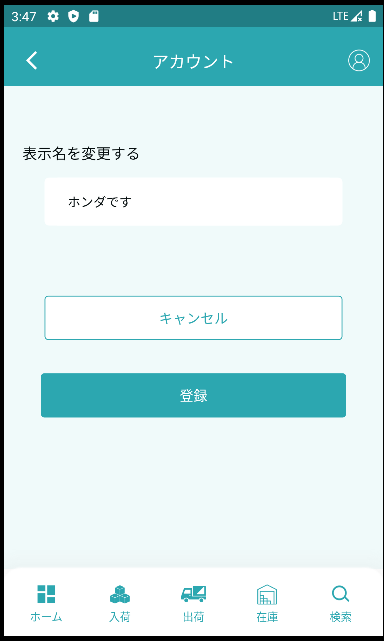 3:47 LTE
アカウント
表示名を変更する
ホンダです
キャンセル
登録
ホーム 入荷 出荷 在庫 検索